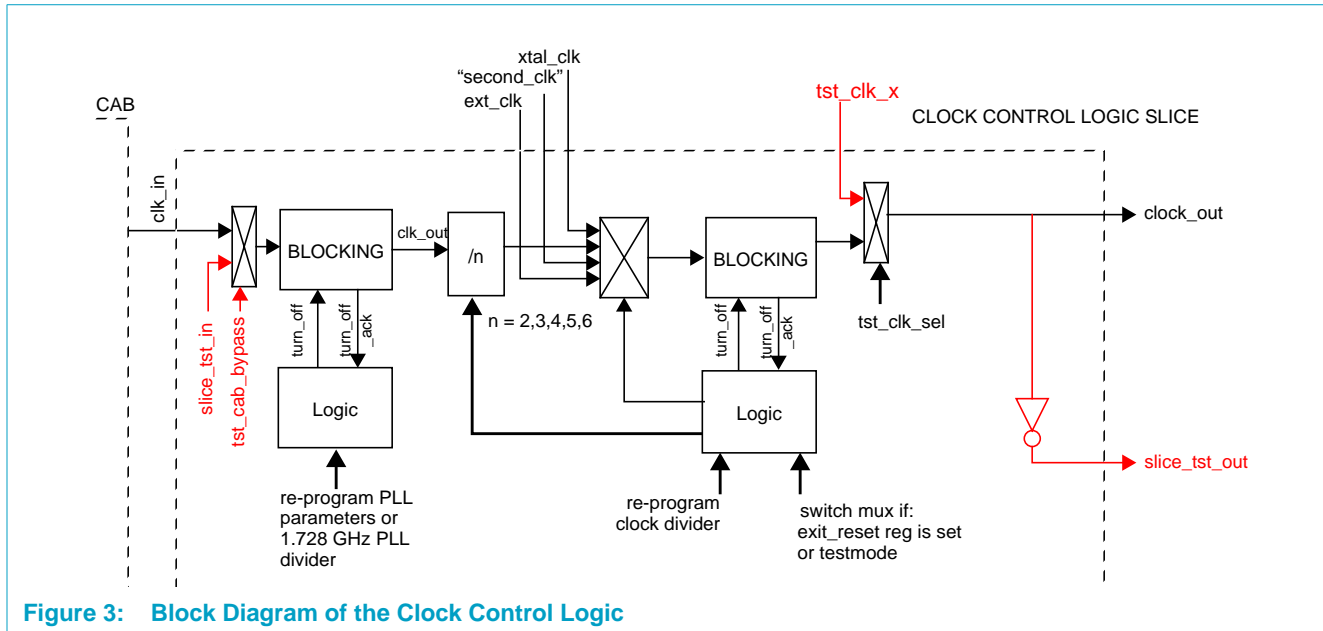 xtal_clk
“second_clk”
ext_clk
tst_clk_x
CAB
CLOCK CONTROL LOGIC SLICE
clk_in
BLOCKING
clk_out
/n
BLOCKING
clock_out
n = 2,3,4,5,6
tst_clk_sel
slice_tst_in
tst_cab_bypass
turn_off
turn_off
_ack
turn_off
turn_off
_ack
Logic
Logic
slice_tst_out
re-program PLL
parameters or
1.728 GHz PLL
divider
re-program
clock divider
switch mux if:
exit_reset reg is set
or testmode
Figure 3: Block Diagram of the Clock Control Logic